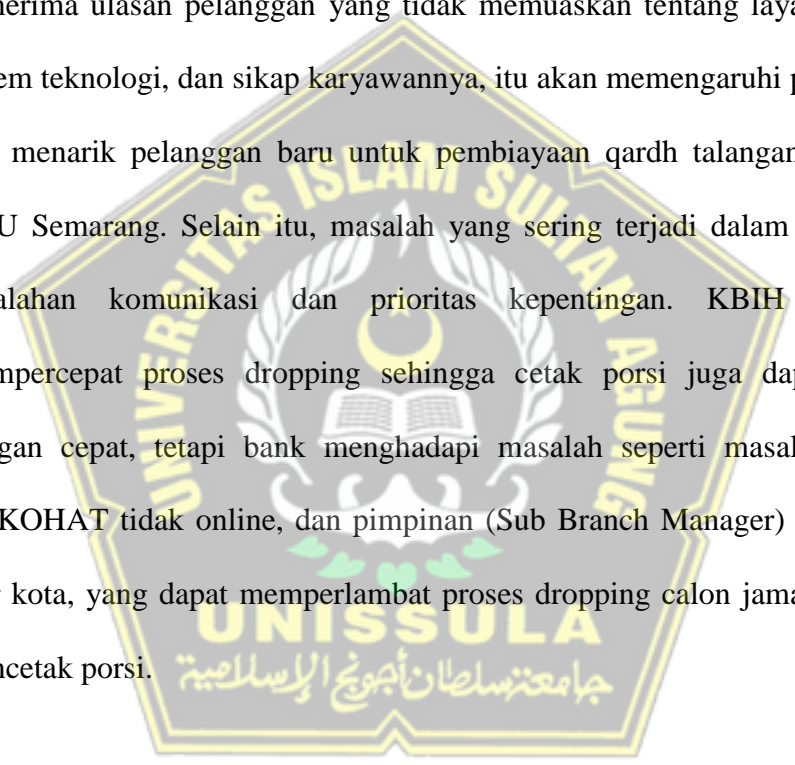 nerima ulasan pelanggan yang tidak memuaskan tentang laya
em teknologi, dan sikap karyawannya, itu akan memengaruhi p
menarik pelanggan baru untuk pembiayaan qardh talangan
U Semarang. Selain itu, masalah yang sering terjadi dalam
alahan komunikasi dan prioritas kepentingan. KBIH
mpercepat proses dropping sehingga cetak porsi juga dap
gan cepat, tetapi bank menghadapi masalah seperti masal
KOHAT tidak online, dan pimpinan (Sub Branch Manager)
r kota, yang dapat memperlambat proses dropping calon jama
ncetak porsi.
UNIVERSITAS ISLAM SULTAN AGUNG
UNISSULA
جامعة سلطان أجونج الإسلامية